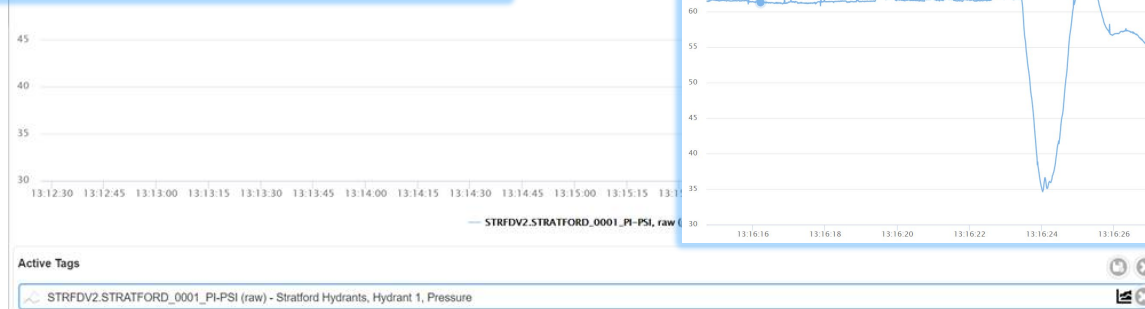 45
40
35
30
13:12:30 13:12:45 13:13:00 13:13:15 13:13:30 13:13:45 13:14:00 13:14:15 13:14:30 13:14:45 13:15:00 13:15:15
STRFDV2.STRATFORD_0001_PI-PSI, raw
60
55
50
45
40
35
30
13:16:16 13:16:18 13:16:20 13:16:22 13:16:24 13:16:26
Active Tags
STRFDV2.STRATFORD_0001_PI-PSI (raw) - Stratford Hydrants, Hydrant 1, Pressure